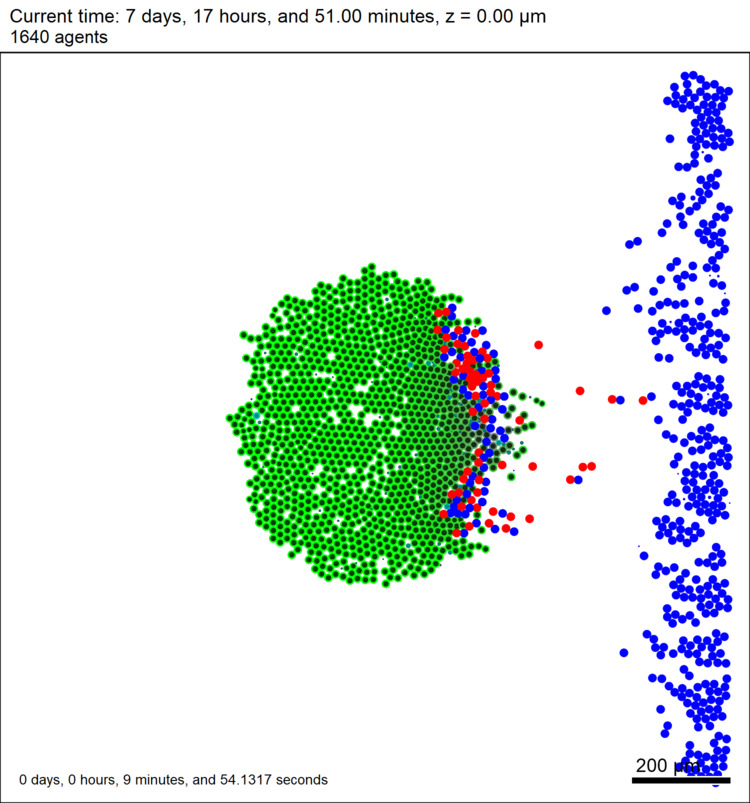 Current time: 7 days, 17 hours, and 51.00 minutes, z = 0.00 μm
1640 agents
200 μm
0 days, 0 hours, 9 minutes, and 54.1317 seconds